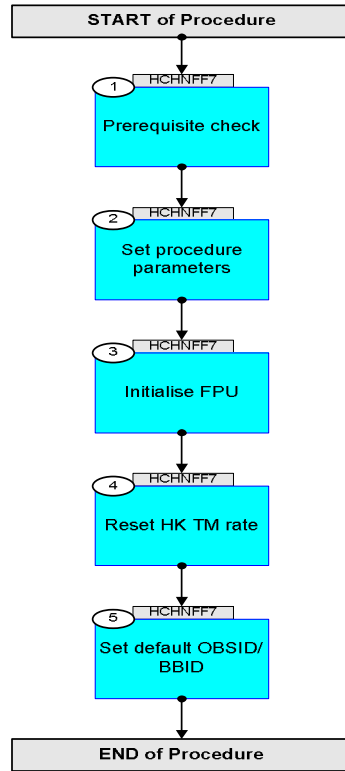 START of Procedure
HCHNFF7
1
Prerequisite check
HCHNFF7
2
Set procedure
parameters
HCHNFF7
3
Initialise FPU
HCHNFF7
4
Reset HK TM rate
HCHNFF7
5
Set default OBSID/
BBID
END of Procedure